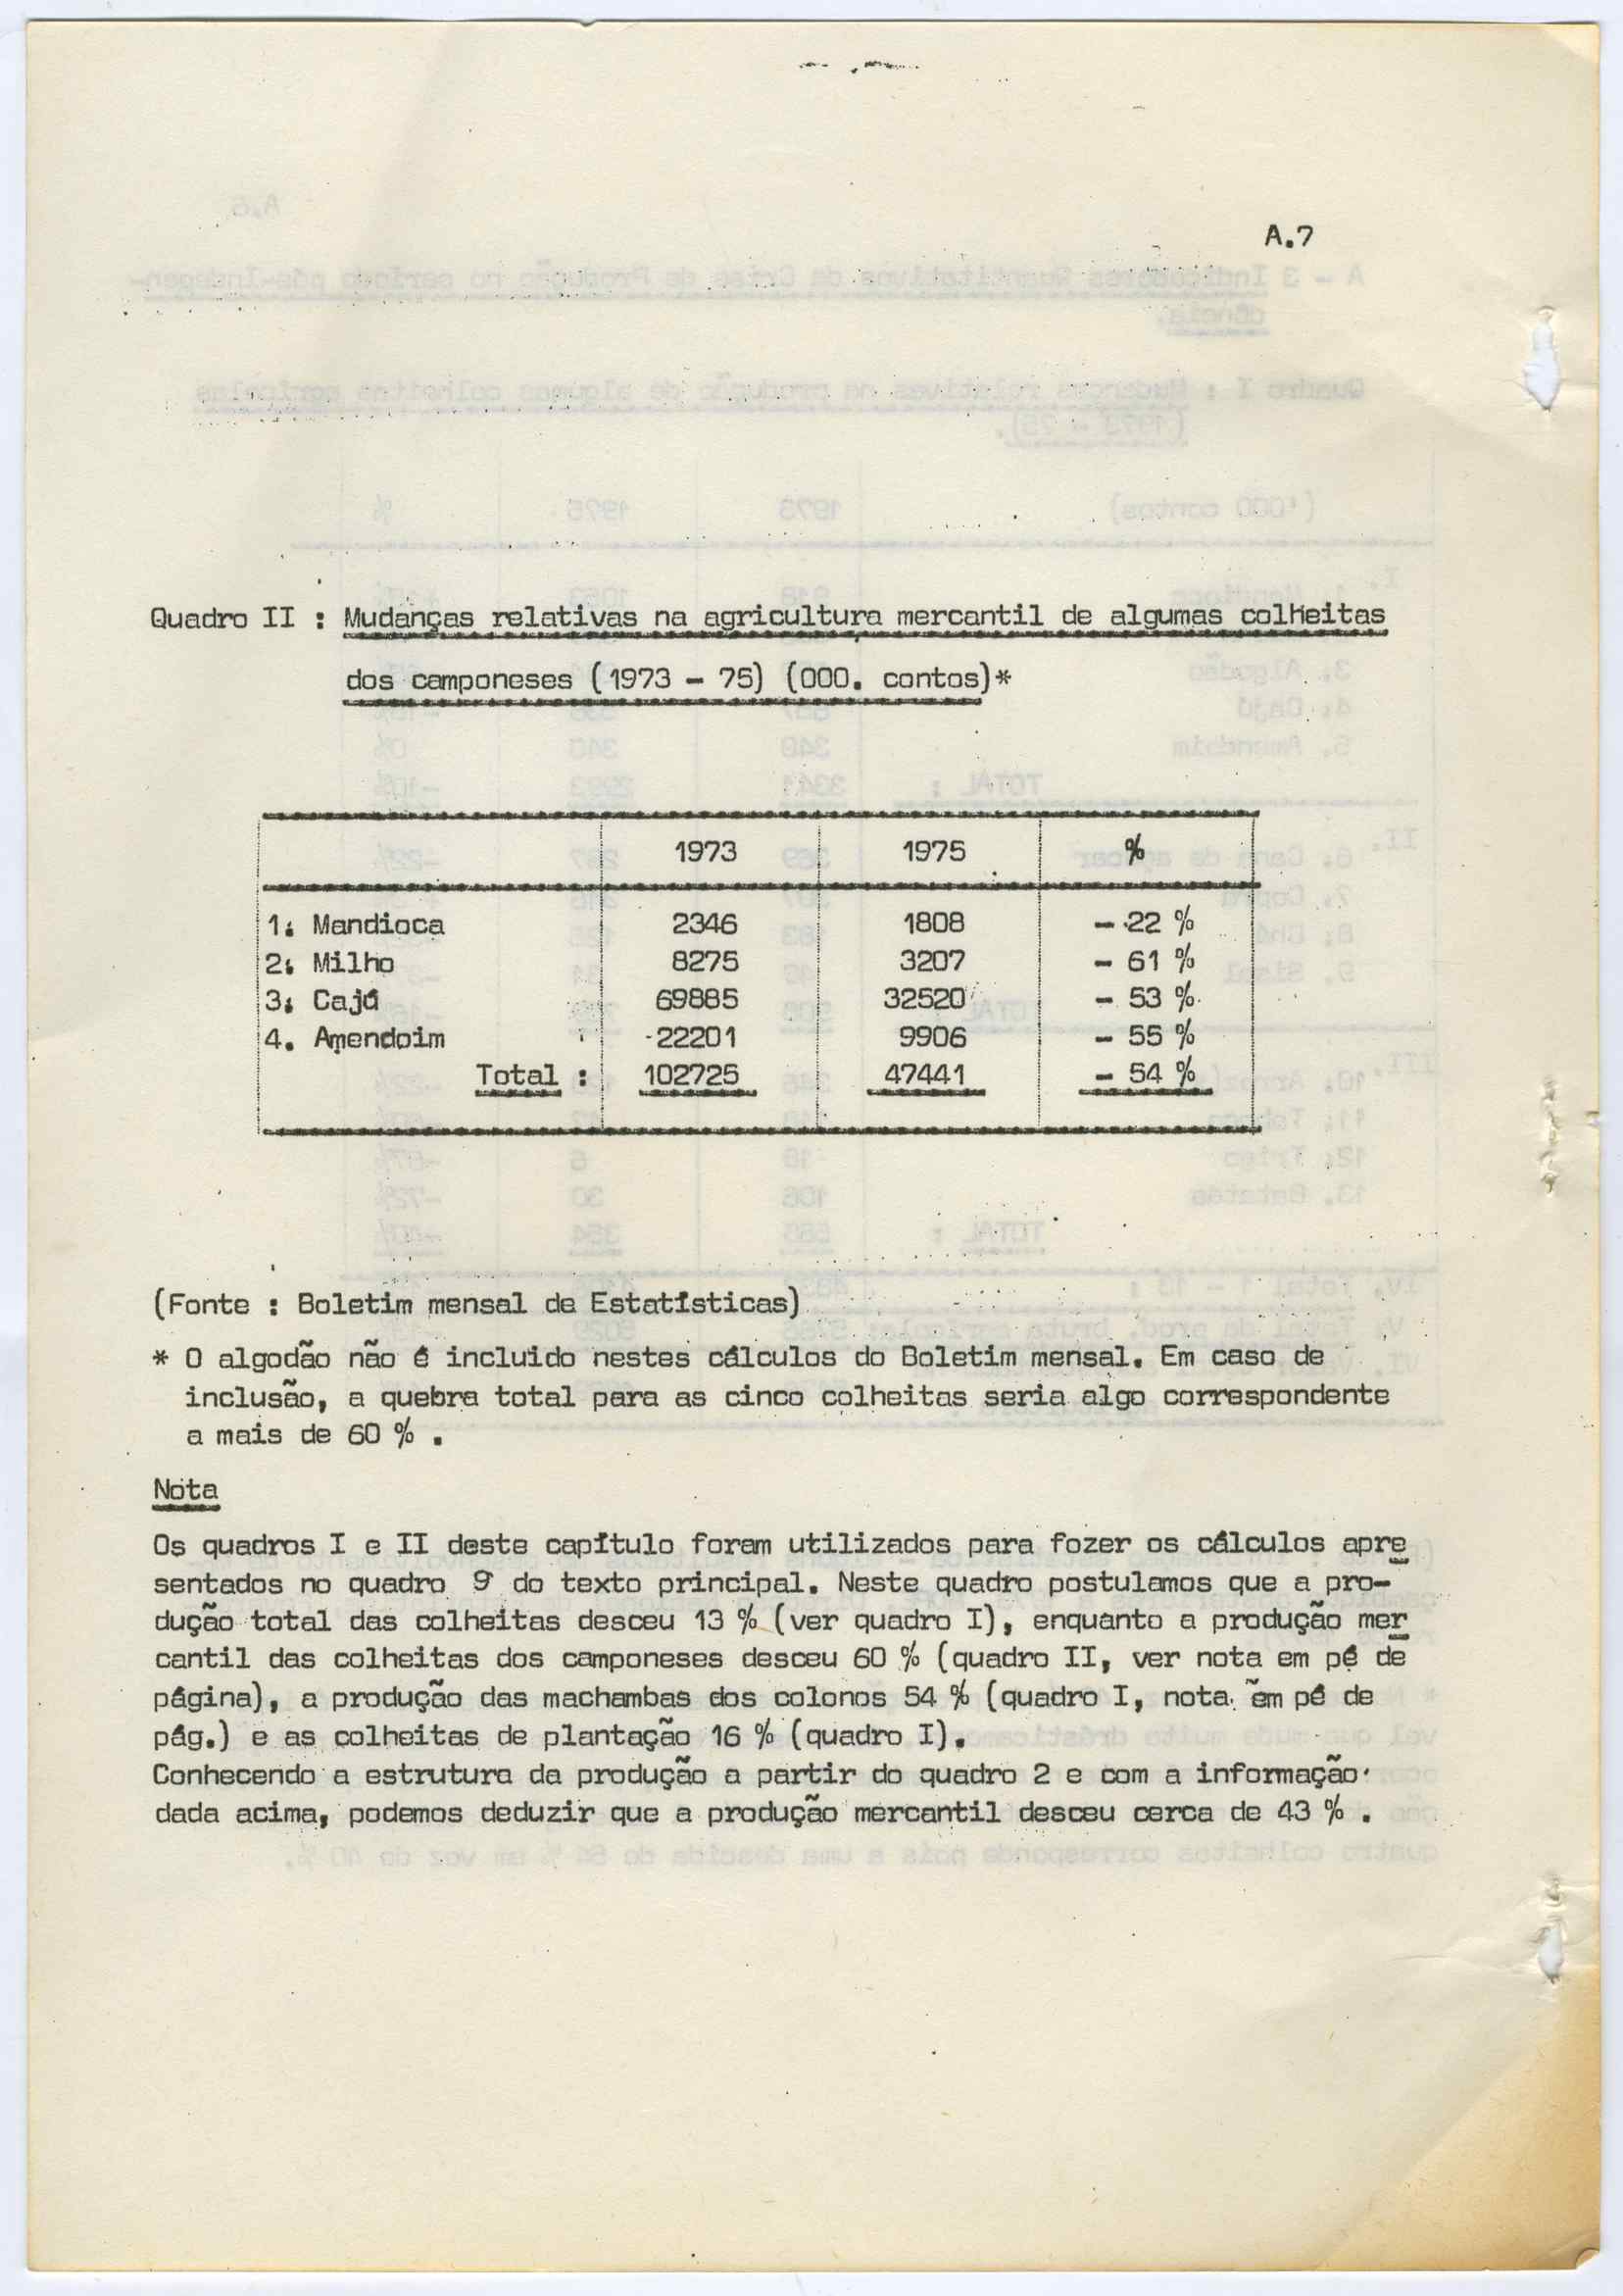 A.7
Quadro II : Mudanças relativas na agricultura mercantil de algumas colheitas
dos camponeses (1973 - 75) (000. contos)*
1973 1975 %
1. Mandioca 2346 1808 - 22 %
2. Milho 8275 3207 - 61 %
3. Cajú 69885 32520 - 53 %
4. Amendoim 22201 9906 - 55 %
Total : 102725 47441 - 54 %
(Fonte : Boletim mensal de Estatísticas)
* O algodão não é incluido nestes cálculos do Boletim mensal. Em caso de
inclusão, a quebra total para as cinco colheitas seria algo correspondente
a mais de 60 % .
Nota
Os quadros I e II deste capítulo foram utilizados para fozer os cálculos apre
sentados no quadro 9 do texto principal. Neste quadro postulamos que a pro-
dução total das colheitas desceu 13 % (ver quadro I), enquanto a produção mer
cantil das colheitas dos camponeses desceu 60 % (quadro II, ver nota em pé de
página), a produção das machambas dos colonos 54 % (quadro I, nota em pé de
pág.) e as colheitas de plantação 16 % (quadro I).
Conhecendo a estrutura da produção a partir do quadro 2 e com a informação
dada acima, podemos deduzir que a produção mercantil desceu cerca de 43 % .